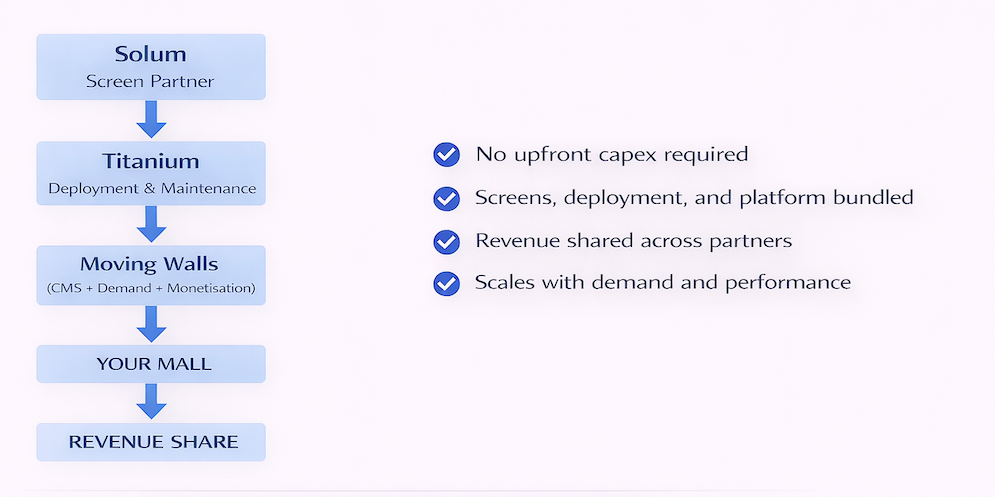 Solum
Screen Partner
Titanium
Deployment & Maintenance
Moving Walls
(CMS + Demand + Monetisation)
YOUR MALL
REVENUE SHARE
No upfront capex required
Screens, deployment, and platform bundled
Revenue shared across partners
Scales with demand and performance